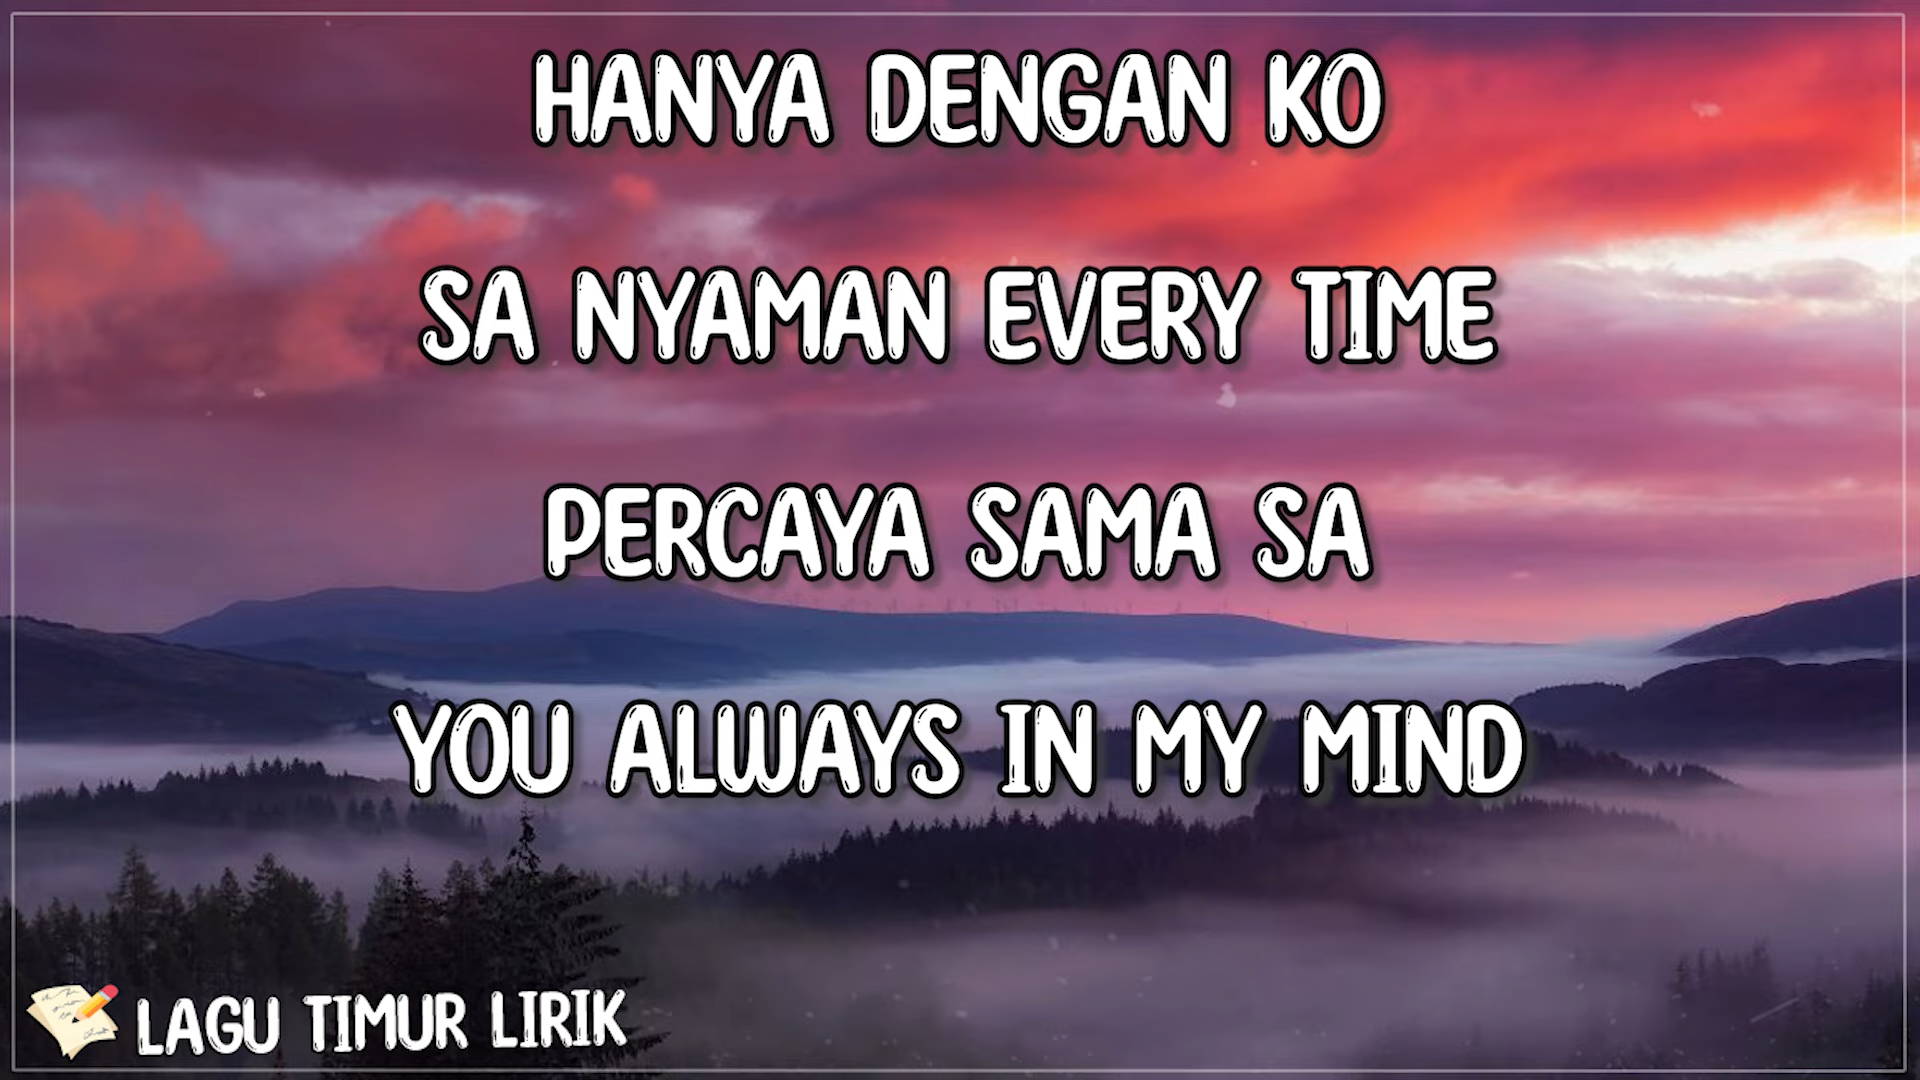 HANYA DENGAN KO
SA NYAMAN EVERY TIME
PERCAYA SAMA SA
YOU ALWAYS IN MY MIND
LAGU TIMUR LIRIK